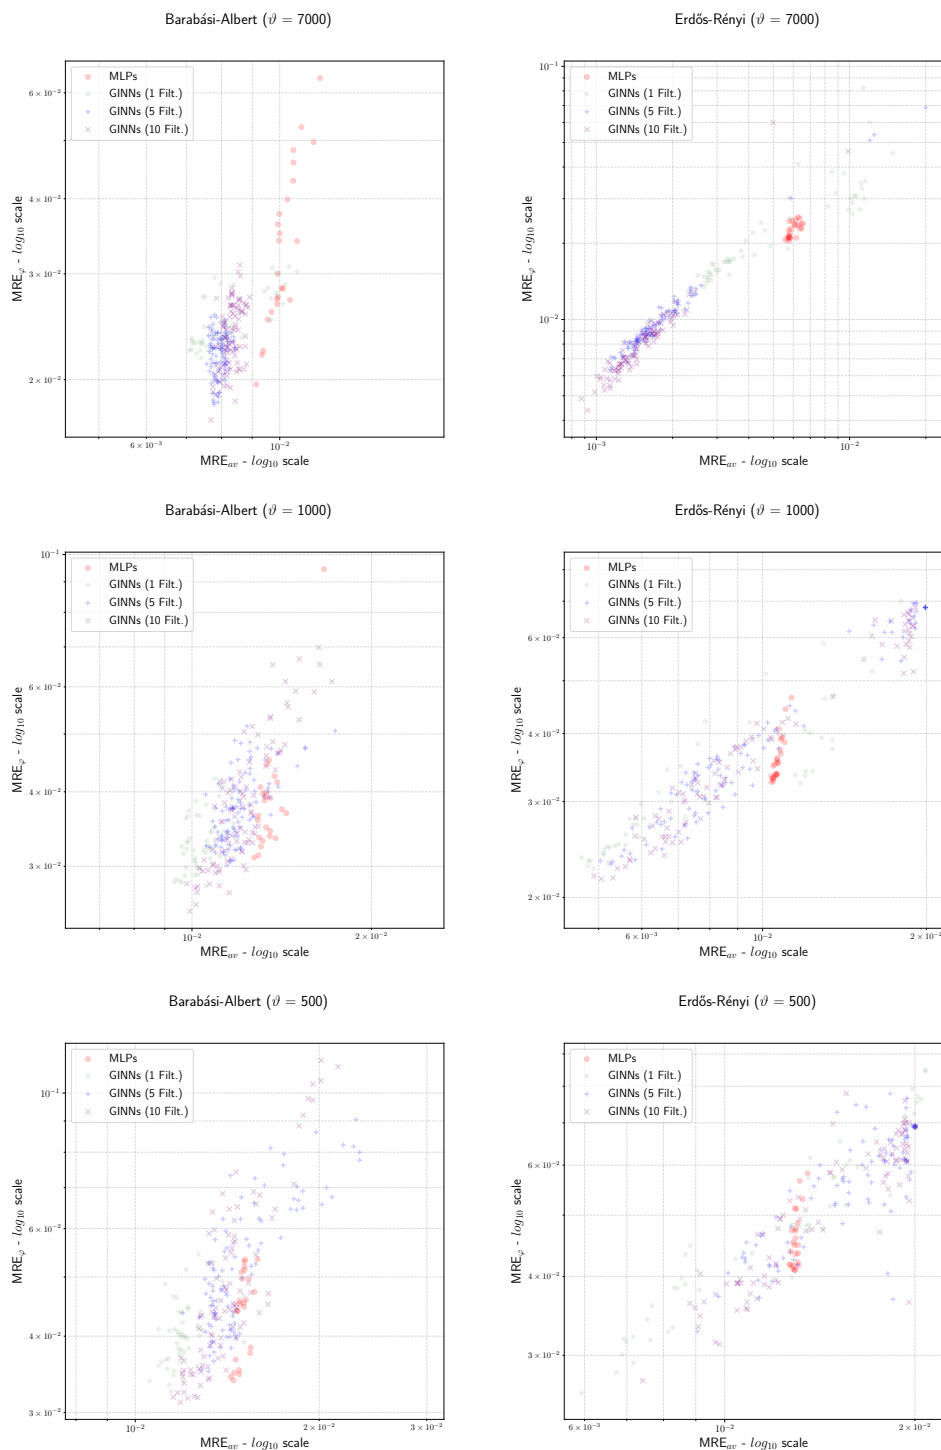 Barabási-Albert (ϑ = 7000)
MLPs
GINNs (1 Filt.)
GINNs (5 Filt.)
GINNs (10 Filt.)
6 × 10⁻²
4 × 10⁻²
3 × 10⁻²
2 × 10⁻²
MREᵩ - log₁₀ scale
6 × 10⁻³
10⁻²
MRE_av - log₁₀ scale
Erdős-Rényi (ϑ = 7000)
MLPs
GINNs (1 Filt.)
GINNs (5 Filt.)
GINNs (10 Filt.)
10⁻¹
10⁻²
MREᵩ - log₁₀ scale
10⁻³
10⁻²
MRE_av - log₁₀ scale
Barabási-Albert (ϑ = 1000)
MLPs
GINNs (1 Filt.)
GINNs (5 Filt.)
GINNs (10 Filt.)
10⁻¹
6 × 10⁻²
4 × 10⁻²
3 × 10⁻²
MREᵩ - log₁₀ scale
10⁻²
2 × 10⁻²
MRE_av - log₁₀ scale
Erdős-Rényi (ϑ = 1000)
MLPs
GINNs (1 Filt.)
GINNs (5 Filt.)
GINNs (10 Filt.)
6 × 10⁻²
4 × 10⁻²
3 × 10⁻²
2 × 10⁻²
MREᵩ - log₁₀ scale
6 × 10⁻³
10⁻²
2 × 10⁻²
MRE_av - log₁₀ scale
Barabási-Albert (ϑ = 500)
MLPs
GINNs (1 Filt.)
GINNs (5 Filt.)
GINNs (10 Filt.)
10⁻¹
6 × 10⁻²
4 × 10⁻²
3 × 10⁻²
MREᵩ - log₁₀ scale
10⁻²
2 × 10⁻²
3 × 10⁻²
MRE_av - log₁₀ scale
Erdős-Rényi (ϑ = 500)
MLPs
GINNs (1 Filt.)
GINNs (5 Filt.)
GINNs (10 Filt.)
6 × 10⁻²
4 × 10⁻²
3 × 10⁻²
MREᵩ - log₁₀ scale
6 × 10⁻³
10⁻²
2 × 10⁻²
MRE_av - log₁₀ scale